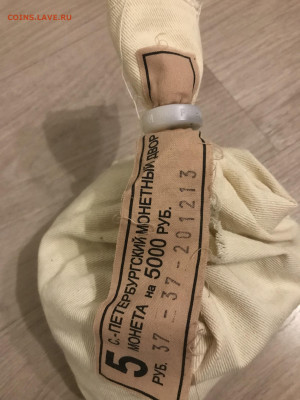 COINS.LAVE.RU
С.-ПЕТЕРБУРГСКИЙ МОНЕТНЫЙ ДВОР
5 МОНЕТА на 5000 РУБ.
РУБ. 37 - 37 - 201213